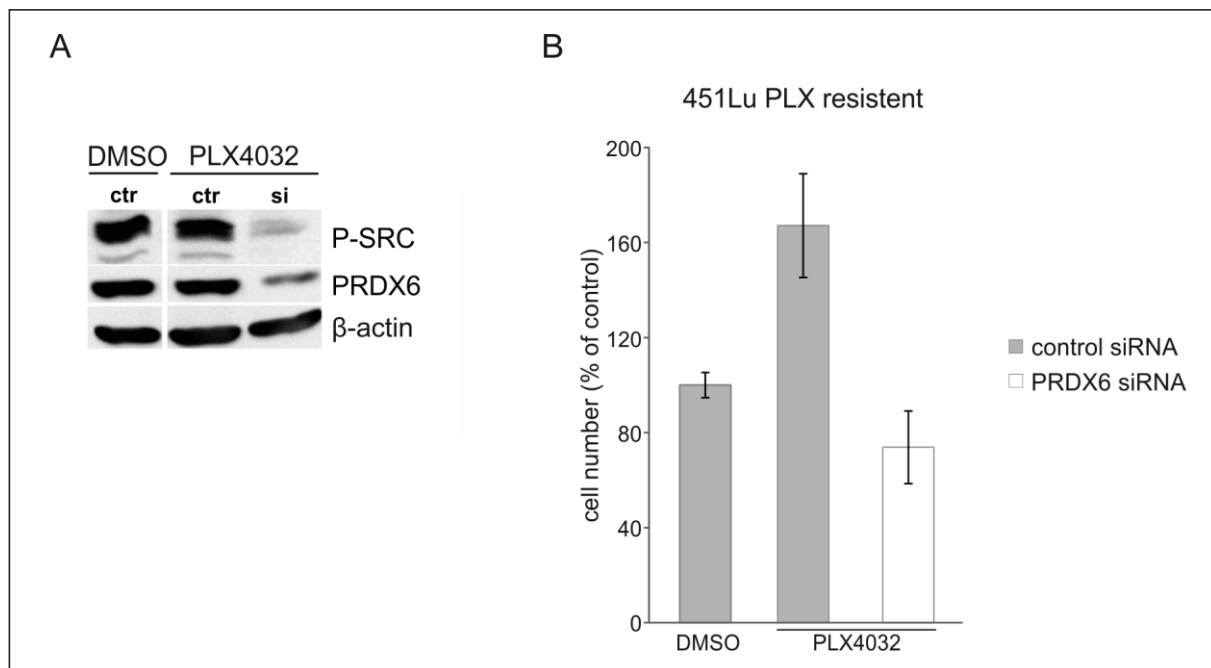 A
DMSO PLX4032
ctr ctr si
P-SRC
PRDX6
β-actin
B
451Lu PLX resistent
cell number (% of control)
200
160
120
80
40
0
DMSO PLX4032
control siRNA
PRDX6 siRNA